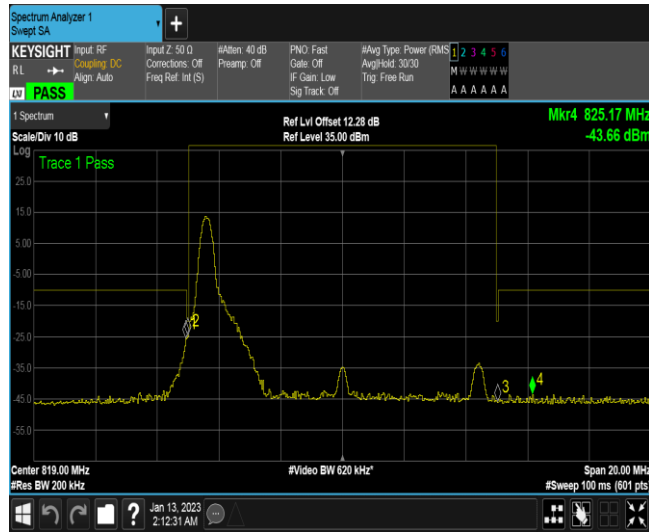 Spectrum Analyzer 1
Swept SA
+
KEYSIGHT Input: RF Input Z: 50 Ω #Atten: 40 dB PNO: Fast #Avg Type: Power (RMS 1 2 3 4 5 6
RL Coupling: DC Corrections: Off Preamp: Off Gate: Off Avg|Hold: 30/30 M W W W W W
Align: Auto Freq Ref: Int (S) IF Gain: Low Trig: Free Run
LXI PASS Sig Track: Off A A A A A A
1 Spectrum Ref Lvl Offset 12.28 dB Mkr4 825.17 MHz
Scale/Div 10 dB Ref Level 35.00 dBm -43.66 dBm
Log
Trace 1 Pass
25.0
15.0
5.00
-5.00
-15.0
2
-25.0
-35.0
3 4
-45.0
-55.0
Center 819.00 MHz #Video BW 620 kHz* Span 20.00 MHz
#Res BW 200 kHz #Sweep 100 ms (601 pts)
? Jan 13, 2023
2:12:31 AM